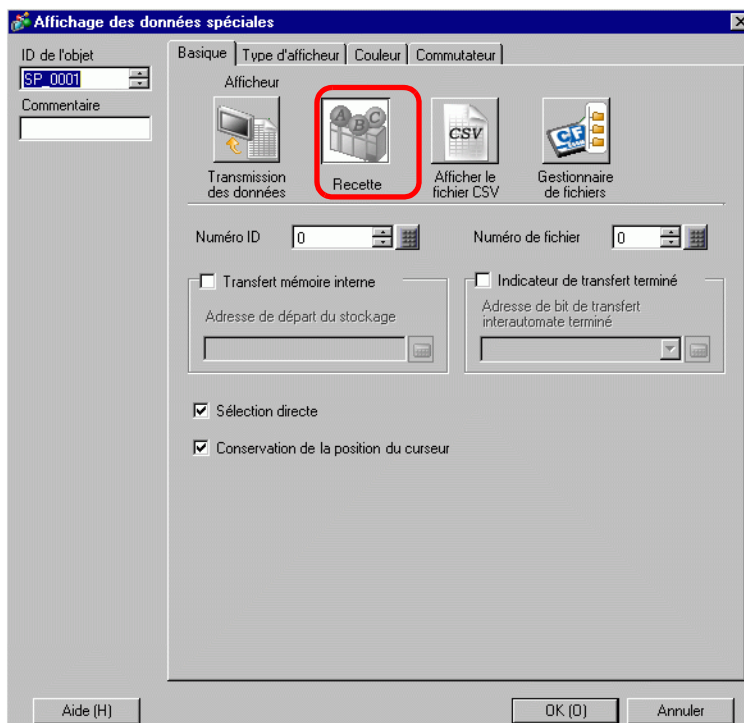 Affichage des données spéciales
ID de l'objet
SP_0001
Commentaire
Basique
Type d'afficheur
Couleur
Commutateur
Afficheur
Transmission
des données
ABC
Recette
CSV
Afficher le
fichier CSV
CF
Gestionnaire
de fichiers
Numéro ID
0
Numéro de fichier
0
Transfert mémoire interne
Adresse de départ du stockage
Indicateur de transfert terminé
Adresse de bit de transfert
interautomate terminé
Sélection directe
Conservation de la position du curseur
Aide (H)
OK (O)
Annuler